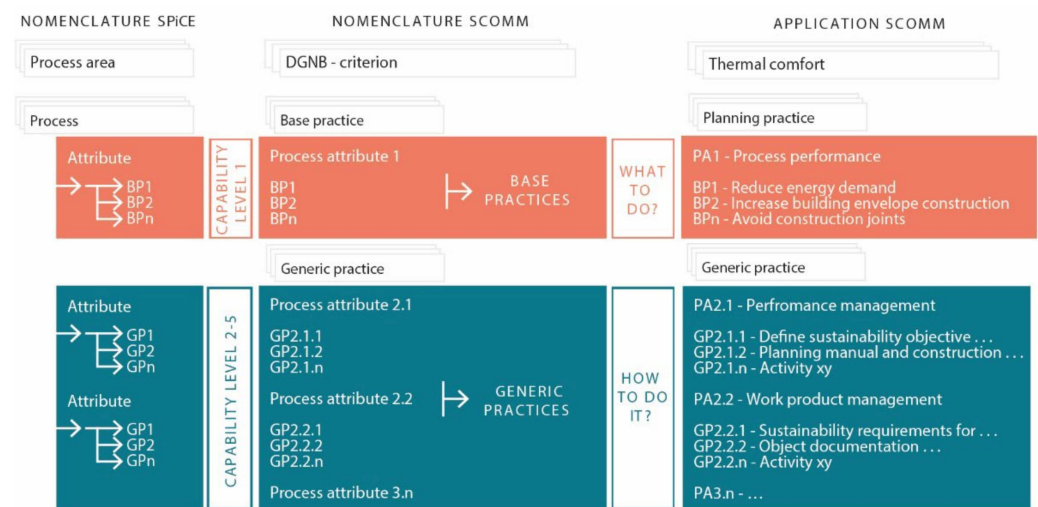 NOMENCLATURE SPiCE
NOMENCLATURE SCOMM
APPLICATION SCOMM
Process area
DGNB - criterion
Thermal comfort
Process
Base practice
Planning practice
Attribute
BP1
BP2
BPn
CAPABILITY
LEVEL 1
Process attribute 1
BP1
BP2
BPn
BASE
PRACTICES
WHAT
TO
DO?
PA1 - Process performance
BP1 - Reduce energy demand
BP2 - Increase building envelope construction
BPn - Avoid construction joints
Generic practice
Generic practice
Attribute
GP1
GP2
GPn
Attribute
GP1
GP2
GPn
CAPABILITY LEVEL 2-5
Process attribute 2.1
GP2.1.1
GP2.1.2
GP2.1.n
Process attribute 2.2
GP2.2.1
GP2.2.2
GP2.2.n
Process attribute 3.n
GENERIC
PRACTICES
HOW
TO DO
IT?
PA2.1 - Perfromance management
GP2.1.1 - Define sustainability objective . . .
GP2.1.2 - Planning manual and construction . . .
GP2.1.n - Activity xy
PA2.2 - Work product management
GP2.2.1 - Sustainability requirements for . . .
GP2.2.2 - Object documentation . . .
GP2.2.n - Activity xy
PA3.n - . . .